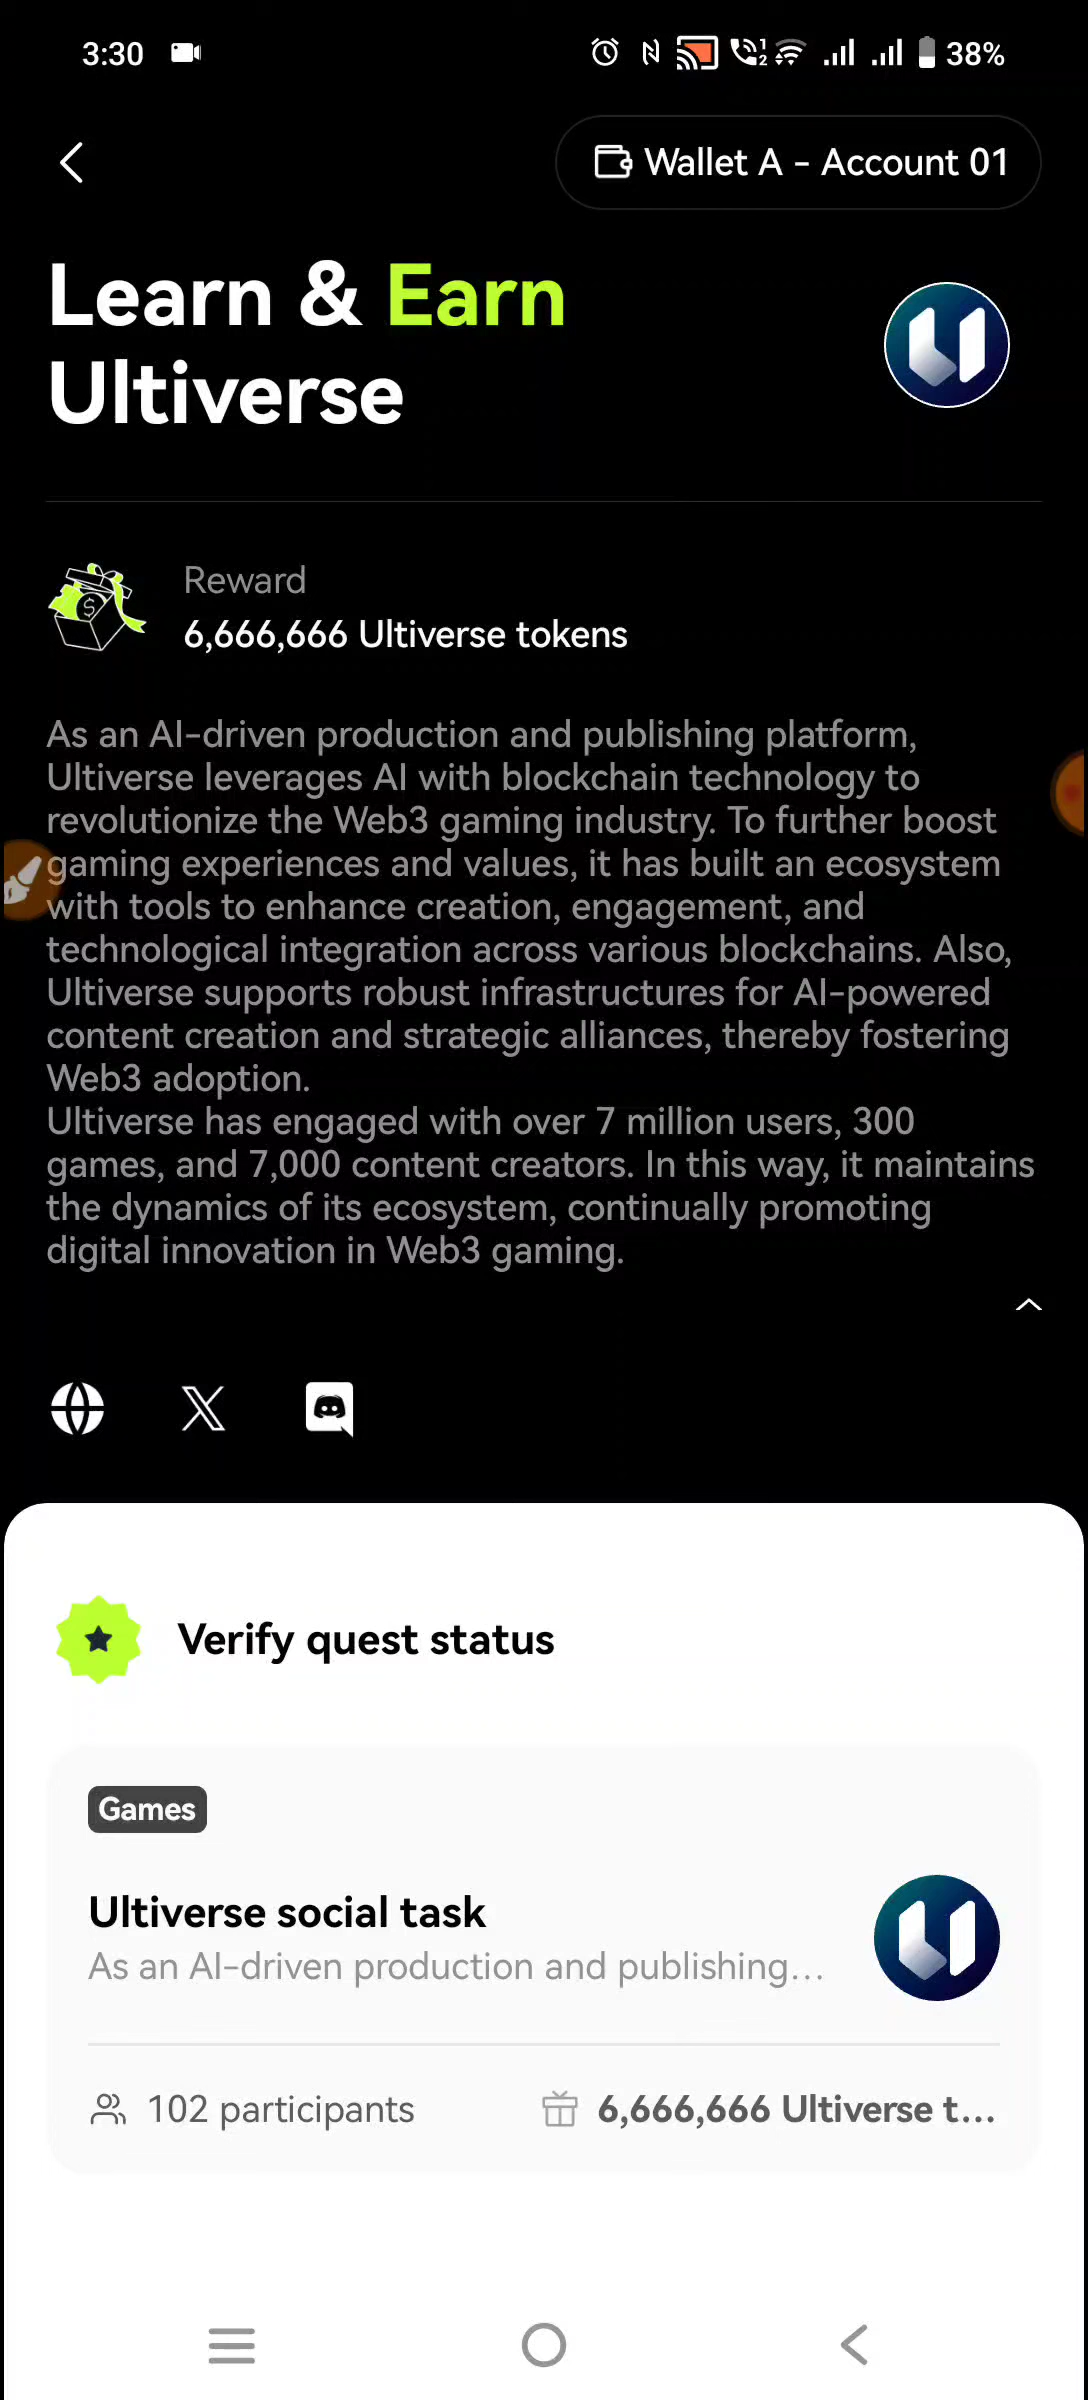 3:30
38%
Wallet A - Account 01
Learn & Earn
Ultiverse
Reward
6,666,666 Ultiverse tokens
As an AI-driven production and publishing platform,
Ultiverse leverages AI with blockchain technology to
revolutionize the Web3 gaming industry. To further boost
gaming experiences and values, it has built an ecosystem
with tools to enhance creation, engagement, and
technological integration across various blockchains. Also,
Ultiverse supports robust infrastructures for AI-powered
content creation and strategic alliances, thereby fostering
Web3 adoption.
Ultiverse has engaged with over 7 million users, 300
games, and 7,000 content creators. In this way, it maintains
the dynamics of its ecosystem, continually promoting
digital innovation in Web3 gaming.
Verify quest status
Games
Ultiverse social task
As an AI-driven production and publishing...
102 participants
6,666,666 Ultiverse t...